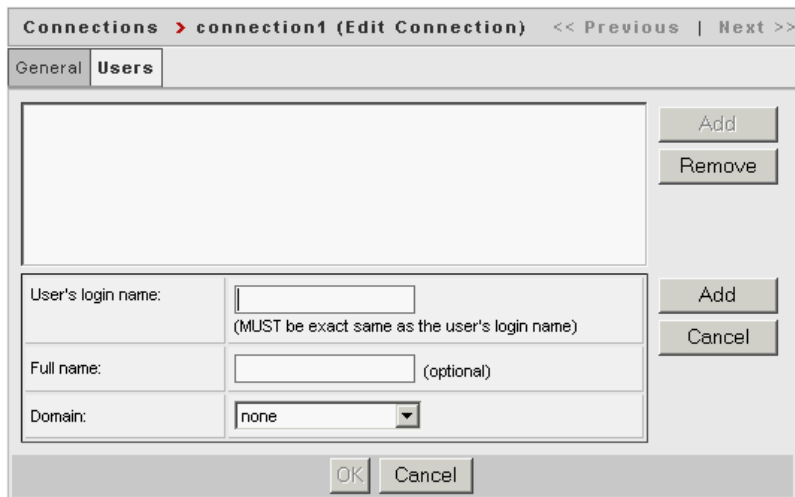 Connections > connection1 (Edit Connection) << Previous | Next >>
General Users
Add
Remove
User's login name:
(MUST be exact same as the user's login name)
Add
Cancel
Full name: (optional)
Domain: none
OK Cancel